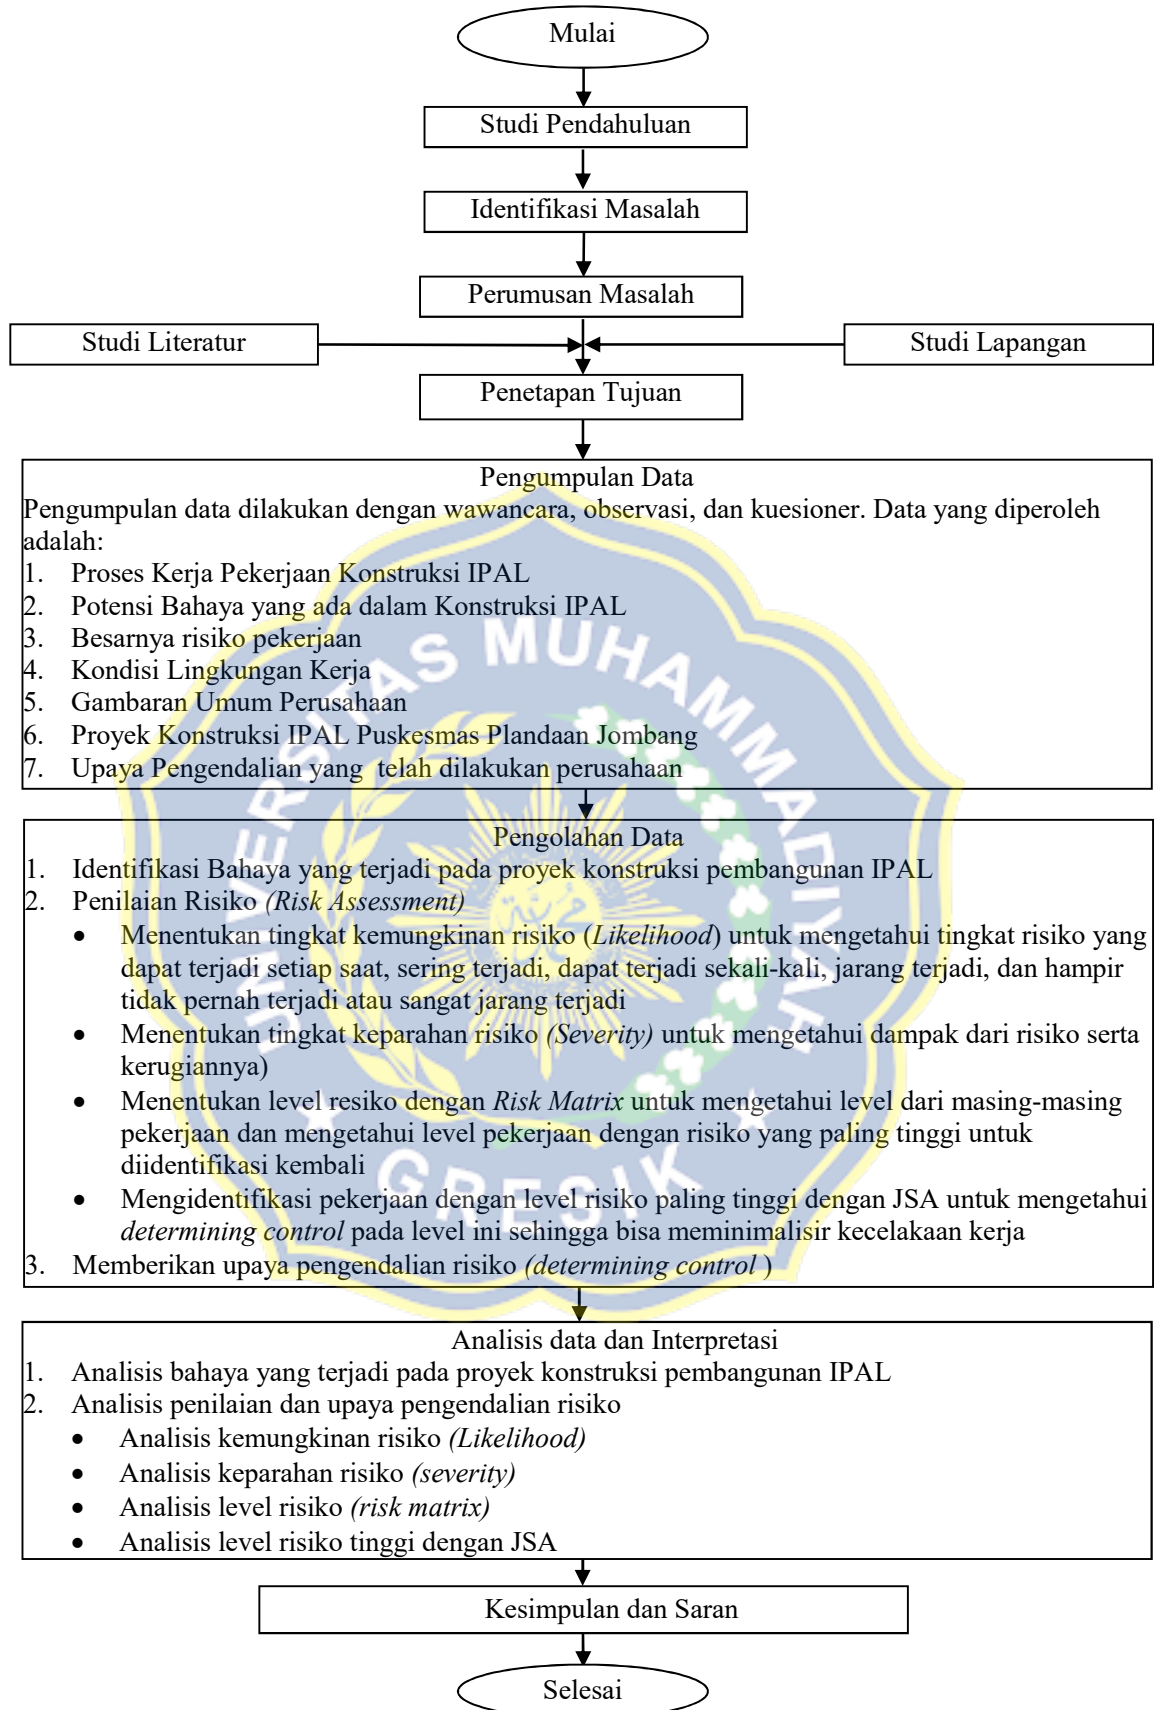 Mulai
Studi Pendahuluan
Identifikasi Masalah
Perumusan Masalah
Studi Literatur
Studi Lapangan
Penetapan Tujuan
Pengumpulan Data
Pengumpulan data dilakukan dengan wawancara, observasi, dan kuesioner. Data yang diperoleh
adalah:
1. Proses Kerja Pekerjaan Konstruksi IPAL
2. Potensi Bahaya yang ada dalam Konstruksi IPAL
3. Besarnya risiko pekerjaan
4. Kondisi Lingkungan Kerja
5. Gambaran Umum Perusahaan
6. Proyek Konstruksi IPAL Puskesmas Plandaan Jombang
7. Upaya Pengendalian yang  telah dilakukan perusahaan
Pengolahan Data
1. Identifikasi Bahaya yang terjadi pada proyek konstruksi pembangunan IPAL
2. Penilaian Risiko (Risk Assessment)
• Menentukan tingkat kemungkinan risiko (Likelihood) untuk mengetahui tingkat risiko yang
dapat terjadi setiap saat, sering terjadi, dapat terjadi sekali-kali, jarang terjadi, dan hampir
tidak pernah terjadi atau sangat jarang terjadi
• Menentukan tingkat keparahan risiko (Severity) untuk mengetahui dampak dari risiko serta
kerugiannya)
• Menentukan level resiko dengan Risk Matrix untuk mengetahui level dari masing-masing
pekerjaan dan mengetahui level pekerjaan dengan risiko yang paling tinggi untuk
diidentifikasi kembali
• Mengidentifikasi pekerjaan dengan level risiko paling tinggi dengan JSA untuk mengetahui
determining control pada level ini sehingga bisa meminimalisir kecelakaan kerja
3. Memberikan upaya pengendalian risiko (determining control )
Analisis data dan Interpretasi
1. Analisis bahaya yang terjadi pada proyek konstruksi pembangunan IPAL
2. Analisis penilaian dan upaya pengendalian risiko
• Analisis kemungkinan risiko (Likelihood)
• Analisis keparahan risiko (severity)
• Analisis level risiko (risk matrix)
• Analisis level risiko tinggi dengan JSA
Kesimpulan dan Saran
Selesai
UNIVERSITAS MUHAMMADIYAH
GRESIK